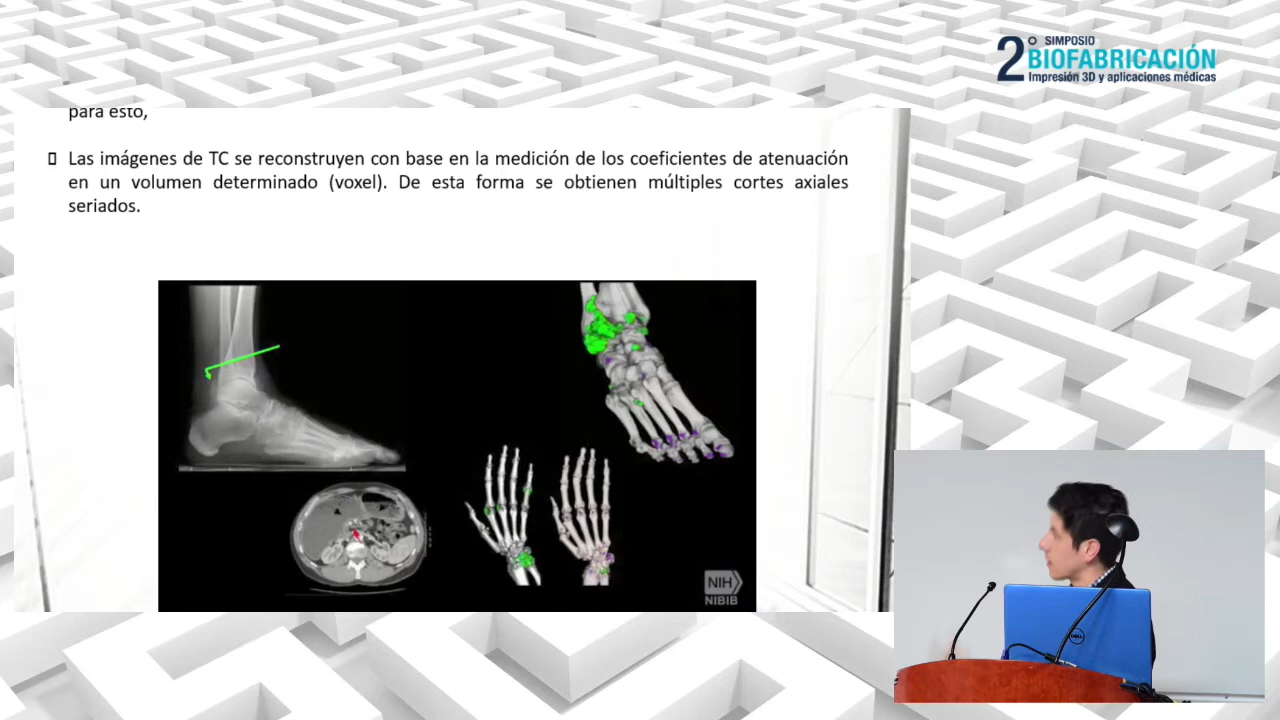 2° SIMPOSIO
BIOFABRICACIÓN
Impresión 3D y aplicaciones médicas
para esto,
Las imágenes de TC se reconstruyen con base en la medición de los coeficientes de atenuación
en un volumen determinado (voxel). De esta forma se obtienen múltiples cortes axiales
seriados.
NIH
NIBIB
DELL